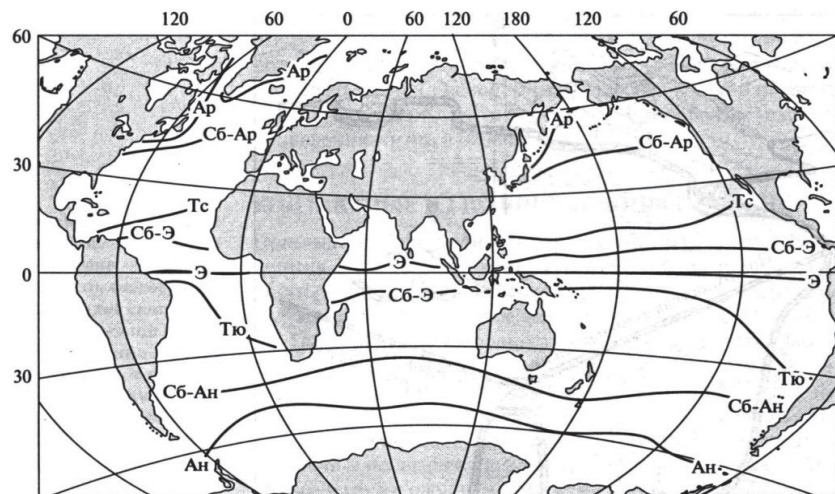 120 60 0 60 120 180 120 60
60
Ар
Ар
Ар
Сб-Ар
Сб-Ар
30
Тс
Тс
Сб-Э
Сб-Э
0
Э
Э
Э
Сб-Э
Тю
Тю
30
Сб-Ан
Сб-Ан
Ан
Ан